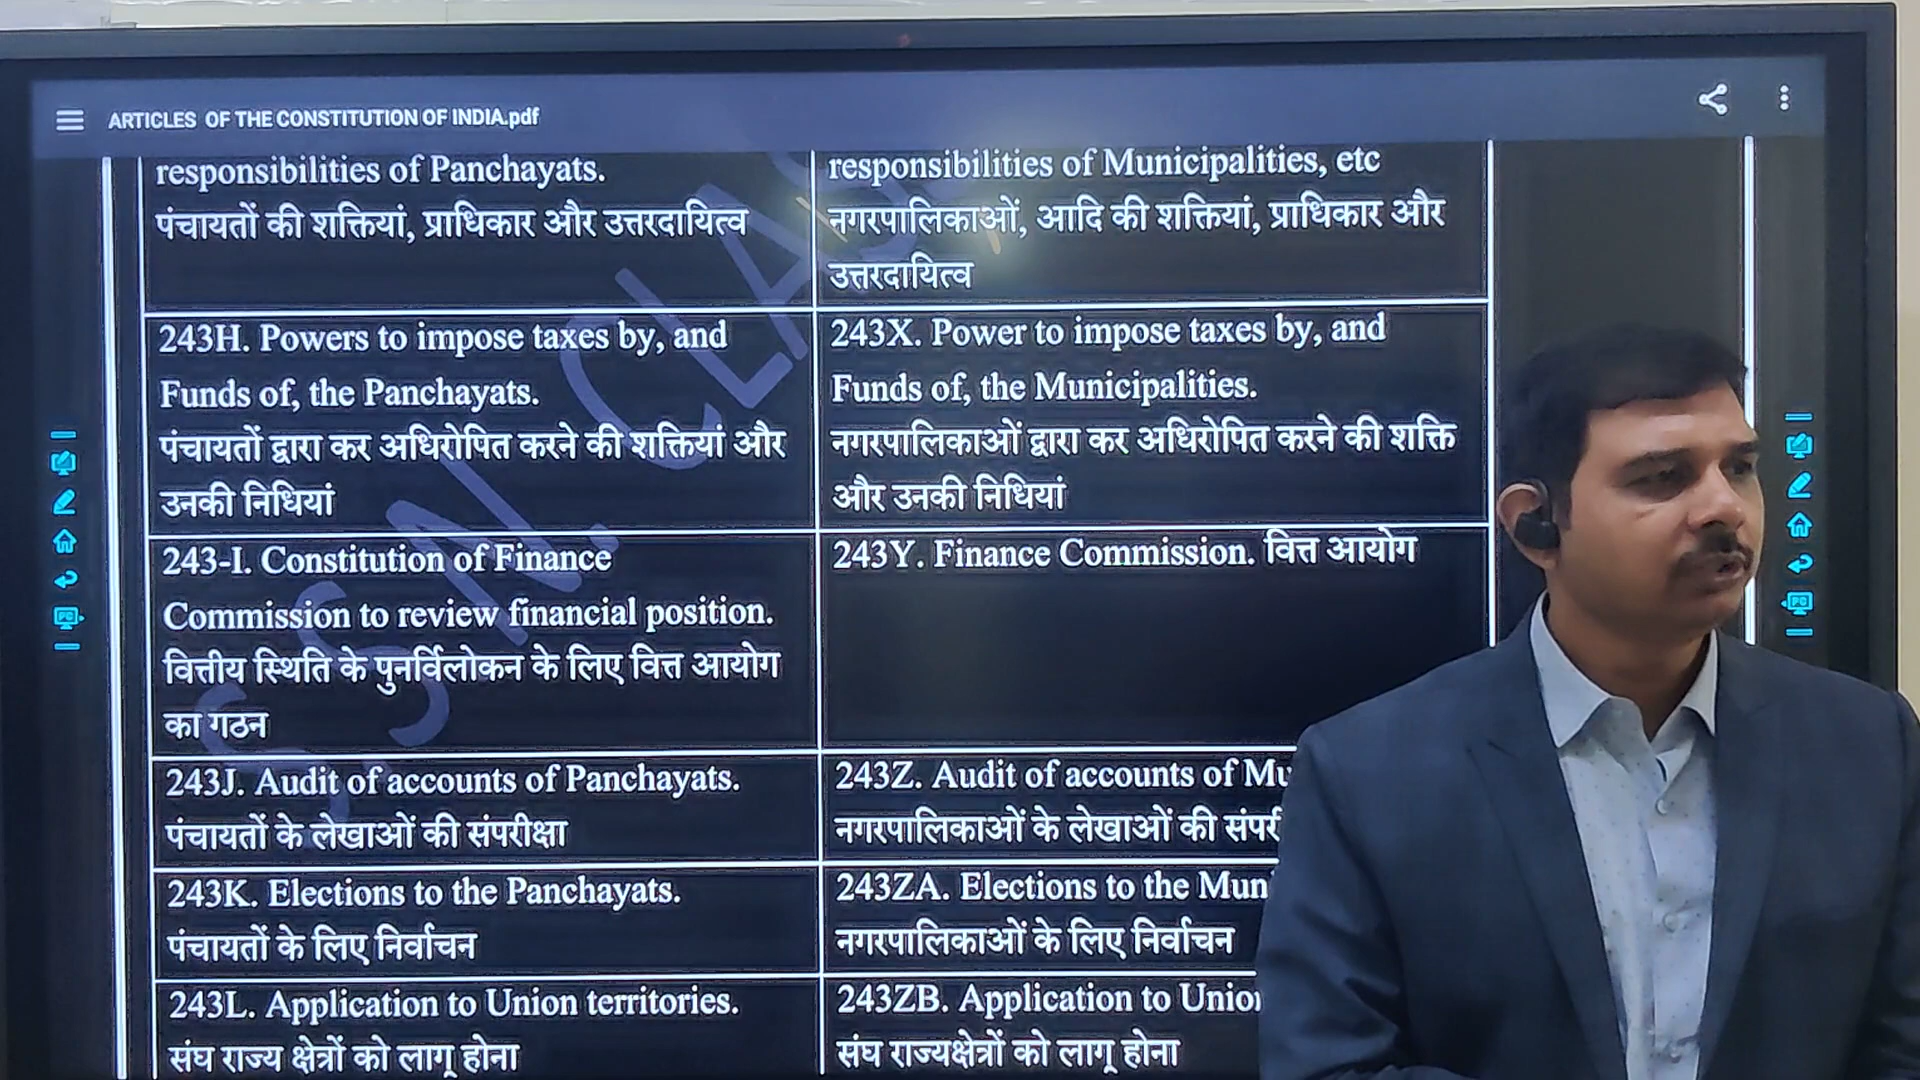 ARTICLES OF THE CONSTITUTION OF INDIA.pdf
responsibilities of Panchayats.
पंचायतों की शक्तियां, प्राधिकार और उत्तरदायित्व
responsibilities of Municipalities, etc
नगरपालिकाओं, आदि की शक्तियां, प्राधिकार और
उत्तरदायित्व
243H. Powers to impose taxes by, and
Funds of, the Panchayats.
पंचायतों द्वारा कर अधिरोपित करने की शक्तियां और
उनकी निधियां
243X. Power to impose taxes by, and
Funds of, the Municipalities.
नगरपालिकाओं द्वारा कर अधिरोपित करने की शक्ति
और उनकी निधियां
243-I. Constitution of Finance
Commission to review financial position.
वित्तीय स्थिति के पुनर्विलोकन के लिए वित्त आयोग
का गठन
243Y. Finance Commission. वित्त आयोग
243J. Audit of accounts of Panchayats.
पंचायतों के लेखाओं की संपरीक्षा
243Z. Audit of accounts of Mu
नगरपालिकाओं के लेखाओं की
243K. Elections to the Panchayats.
पंचायतों के लिए निर्वाचन
243ZA. Elections to the Mun
नगरपालिकाओं के लिए निर्वाचन
243L. Application to Union territories.
संघ राज्य क्षेत्रों को लागू होना
243ZB. Application to Union
संघ राज्यक्षेत्रों को लागू होना